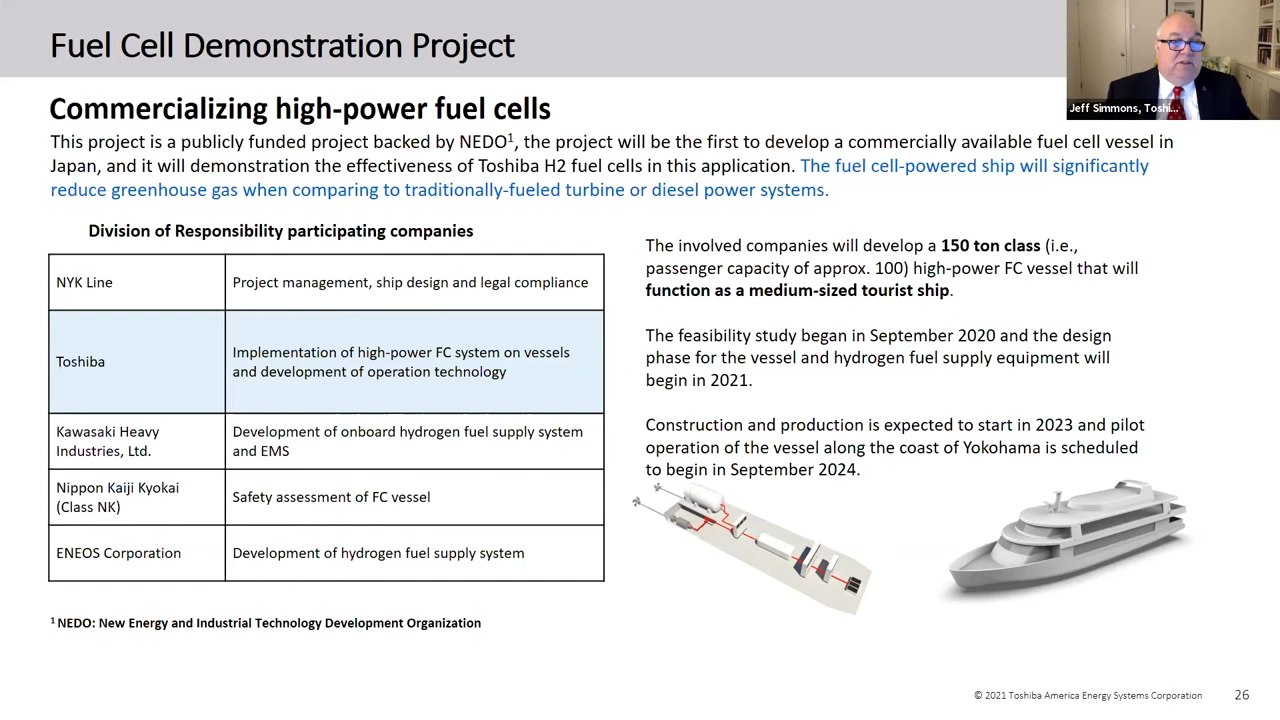 Fuel Cell Demonstration Project
Jeff Simmons, Toshi...
Commercializing high-power fuel cells
This project is a publicly funded project backed by NEDO¹, the project will be the first to develop a commercially available fuel cell vessel in
Japan, and it will demonstration the effectiveness of Toshiba H2 fuel cells in this application. The fuel cell-powered ship will significantly
reduce greenhouse gas when comparing to traditionally-fueled turbine or diesel power systems.
Division of Responsibility participating companies
NYK Line
Project management, ship design and legal compliance
Toshiba
Implementation of high-power FC system on vessels
and development of operation technology
Kawasaki Heavy
Industries, Ltd.
Development of onboard hydrogen fuel supply system
and EMS
Nippon Kaiji Kyokai
(Class NK)
Safety assessment of FC vessel
ENEOS Corporation
Development of hydrogen fuel supply system
¹ NEDO: New Energy and Industrial Technology Development Organization
The involved companies will develop a 150 ton class (i.e.,
passenger capacity of approx. 100) high-power FC vessel that will
function as a medium-sized tourist ship.
The feasibility study began in September 2020 and the design
phase for the vessel and hydrogen fuel supply equipment will
begin in 2021.
Construction and production is expected to start in 2023 and pilot
operation of the vessel along the coast of Yokohama is scheduled
to begin in September 2024.
© 2021 Toshiba America Energy Systems Corporation
26